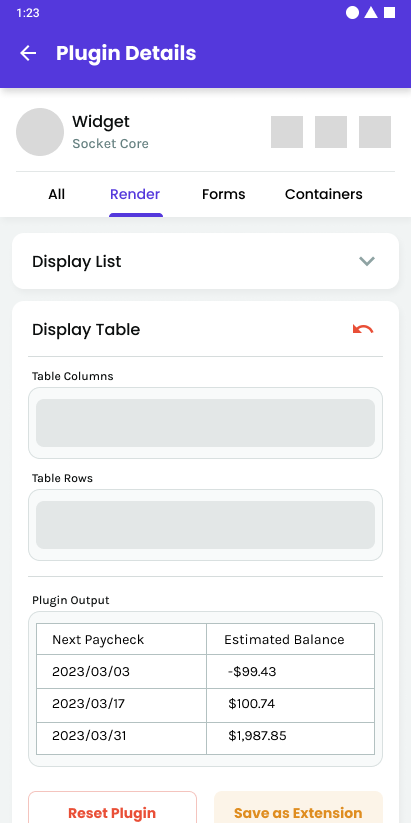 1:23
Plugin Details
Widget
Socket Core
All Render Forms Containers
Display List
Display Table
Table Columns
Table Rows
Plugin Output
Next Paycheck Estimated Balance
2023/03/03 -$99.43
2023/03/17 $100.74
2023/03/31 $1,987.85
Reset Plugin Save as Extension